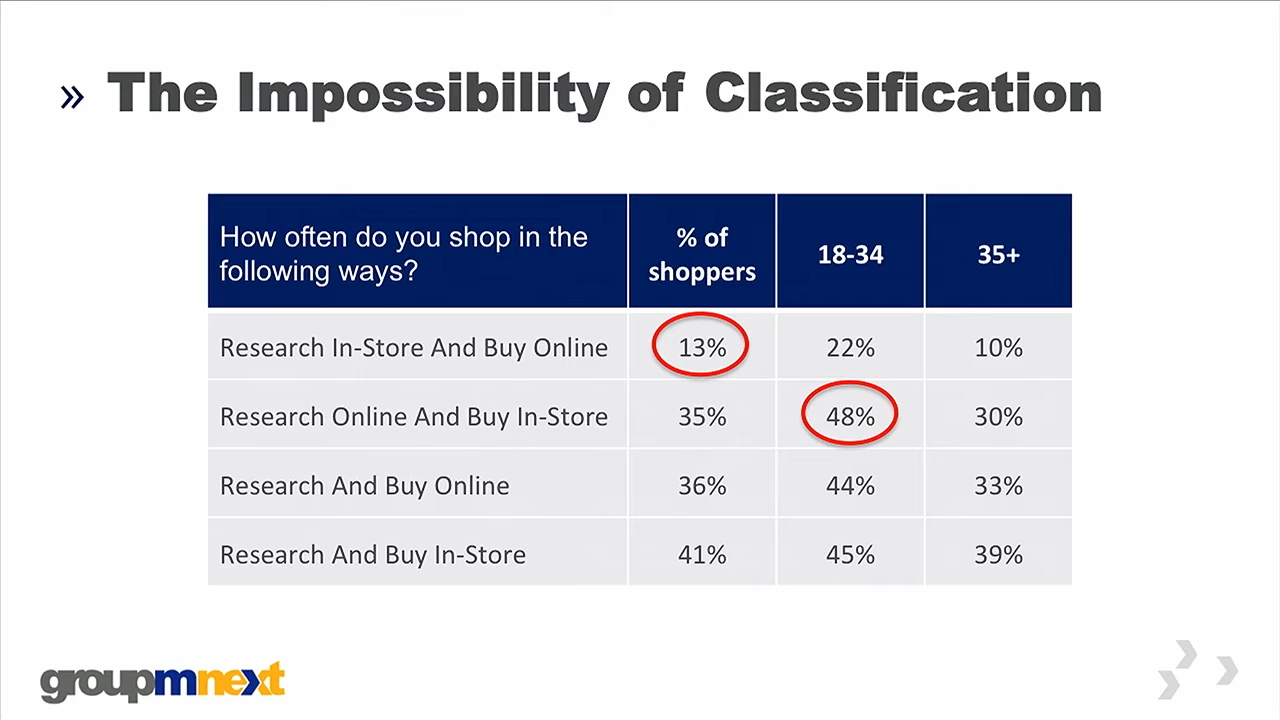 » The Impossibility of Classification
How often do you shop in the
following ways?
% of
shoppers
18-34
35+
Research In-Store And Buy Online 13% 22% 10%
Research Online And Buy In-Store 35% 48% 30%
Research And Buy Online 36% 44% 33%
Research And Buy In-Store 41% 45% 39%
groupmnext